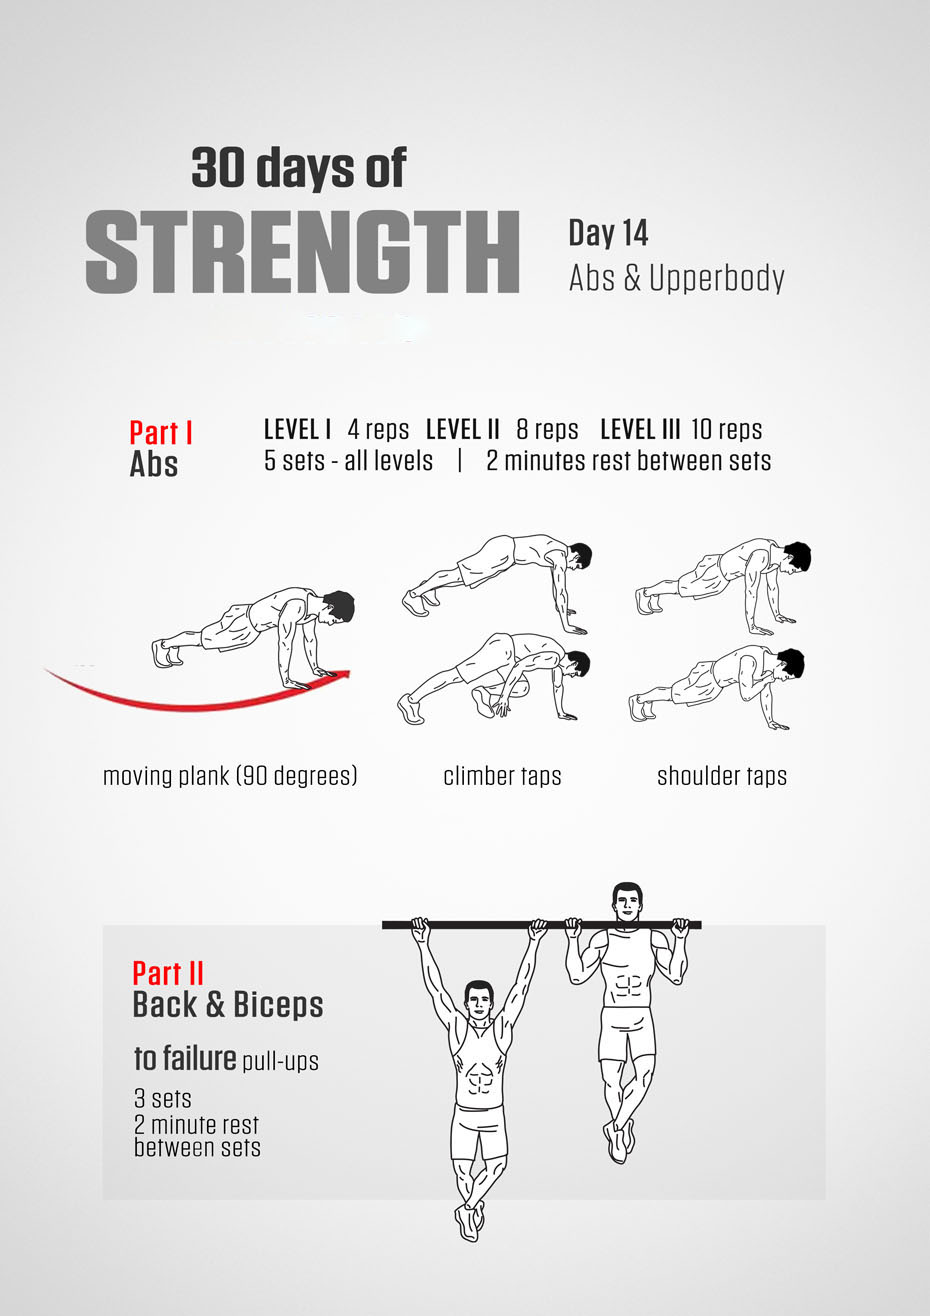 30 days of
STRENGTH
Day 14
Abs & Upperbody
Part I
Abs
LEVEL I 4 reps LEVEL II 8 reps LEVEL III 10 reps
5 sets - all levels | 2 minutes rest between sets
moving plank (90 degrees)
climber taps
shoulder taps
Part II
Back & Biceps
to failure pull-ups
3 sets
2 minute rest
between sets